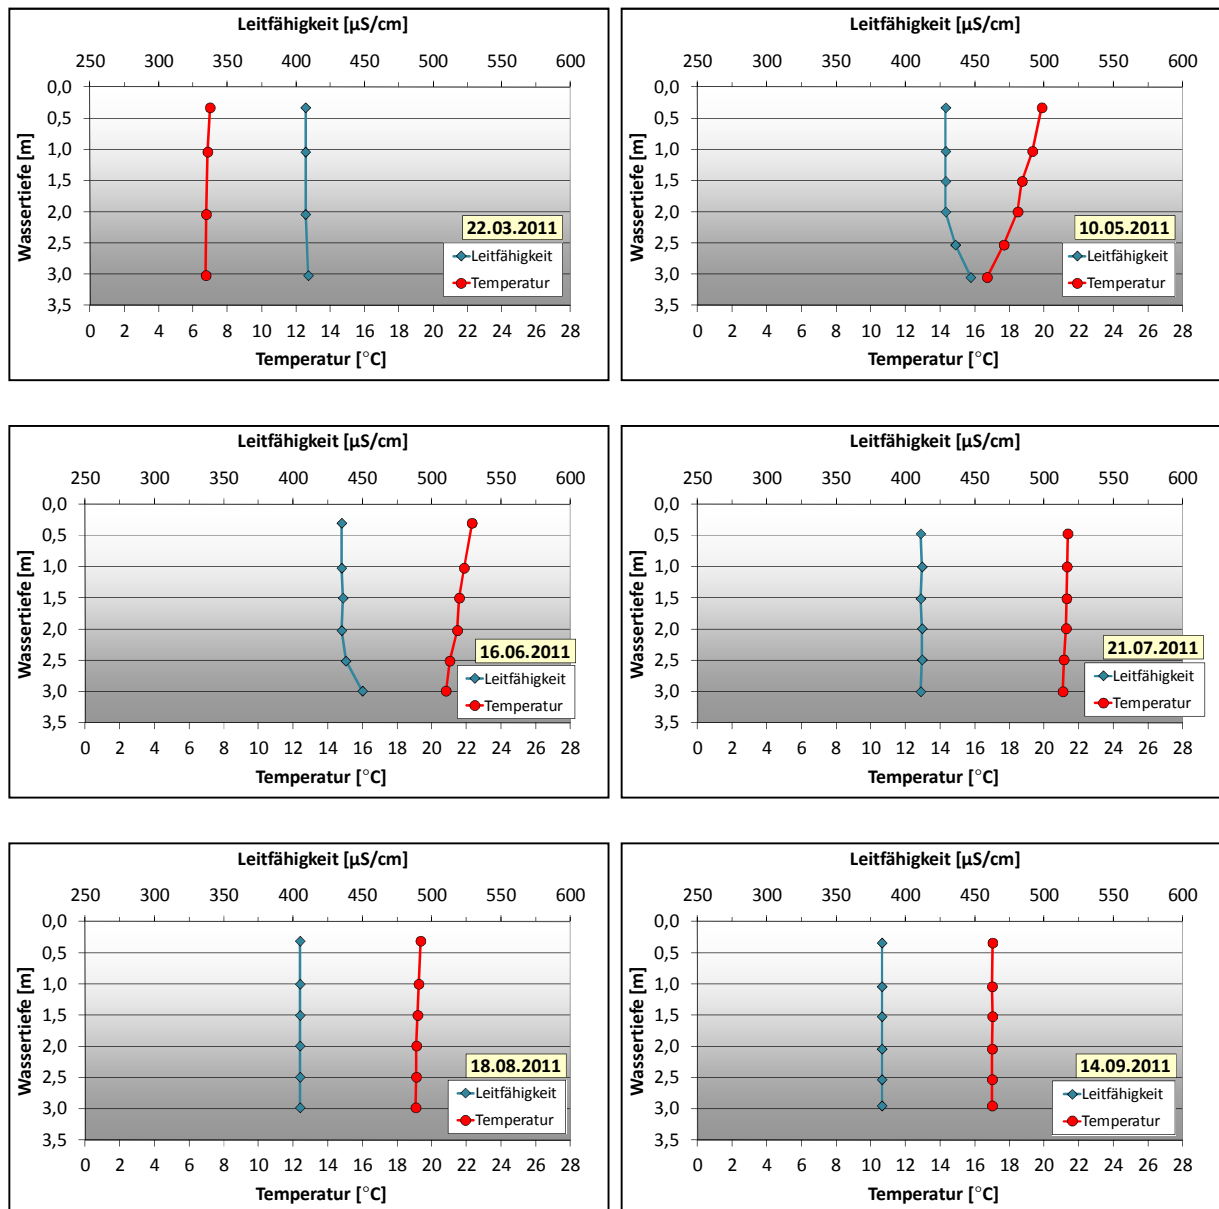 Leitfähigkeit [µS/cm]
250 300 350 400 450 500 550 600
0,0
0,5
1,0
1,5
2,0
2,5
3,0
3,5
Wassertiefe [m]
22.03.2011
Leitfähigkeit
Temperatur
0 2 4 6 8 10 12 14 16 18 20 22 24 26 28
Temperatur [°C]
Leitfähigkeit [µS/cm]
250 300 350 400 450 500 550 600
0,0
0,5
1,0
1,5
2,0
2,5
3,0
3,5
Wassertiefe [m]
10.05.2011
Leitfähigkeit
Temperatur
0 2 4 6 8 10 12 14 16 18 20 22 24 26 28
Temperatur [°C]
Leitfähigkeit [µS/cm]
250 300 350 400 450 500 550 600
0,0
0,5
1,0
1,5
2,0
2,5
3,0
3,5
Wassertiefe [m]
16.06.2011
Leitfähigkeit
Temperatur
0 2 4 6 8 10 12 14 16 18 20 22 24 26 28
Temperatur [°C]
Leitfähigkeit [µS/cm]
250 300 350 400 450 500 550 600
0,0
0,5
1,0
1,5
2,0
2,5
3,0
3,5
Wassertiefe [m]
21.07.2011
Leitfähigkeit
Temperatur
0 2 4 6 8 10 12 14 16 18 20 22 24 26 28
Temperatur [°C]
Leitfähigkeit [µS/cm]
250 300 350 400 450 500 550 600
0,0
0,5
1,0
1,5
2,0
2,5
3,0
3,5
Wassertiefe [m]
18.08.2011
Leitfähigkeit
Temperatur
0 2 4 6 8 10 12 14 16 18 20 22 24 26 28
Temperatur [°C]
Leitfähigkeit [µS/cm]
250 300 350 400 450 500 550 600
0,0
0,5
1,0
1,5
2,0
2,5
3,0
3,5
Wassertiefe [m]
14.09.2011
Leitfähigkeit
Temperatur
0 2 4 6 8 10 12 14 16 18 20 22 24 26 28
Temperatur [°C]